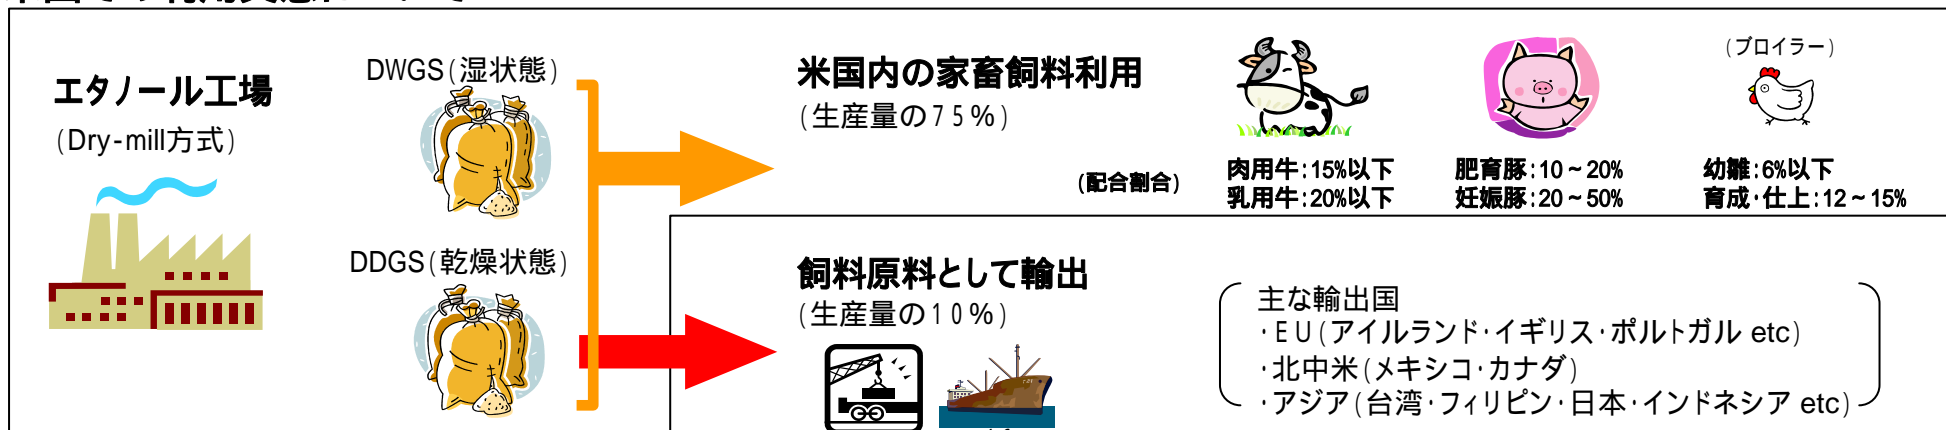 エタノール工場
(Dry-mill方式)
DWGS(湿状態)
DDGS(乾燥状態)
米国内の家畜飼料利用
(生産量の75%)
(配合割合)
肉用牛:15%以下
乳用牛:20%以下
肥育豚:10~20%
妊娠豚:20~50%
(ブロイラー)
幼雛:6%以下
育成・仕上:12~15%
飼料原料として輸出
(生産量の10%)
主な輸出国
・EU(アイルランド・イギリス・ポルトガル etc)
・北中米(メキシコ・カナダ)
・アジア(台湾・フィリピン・日本・インドネシア etc)